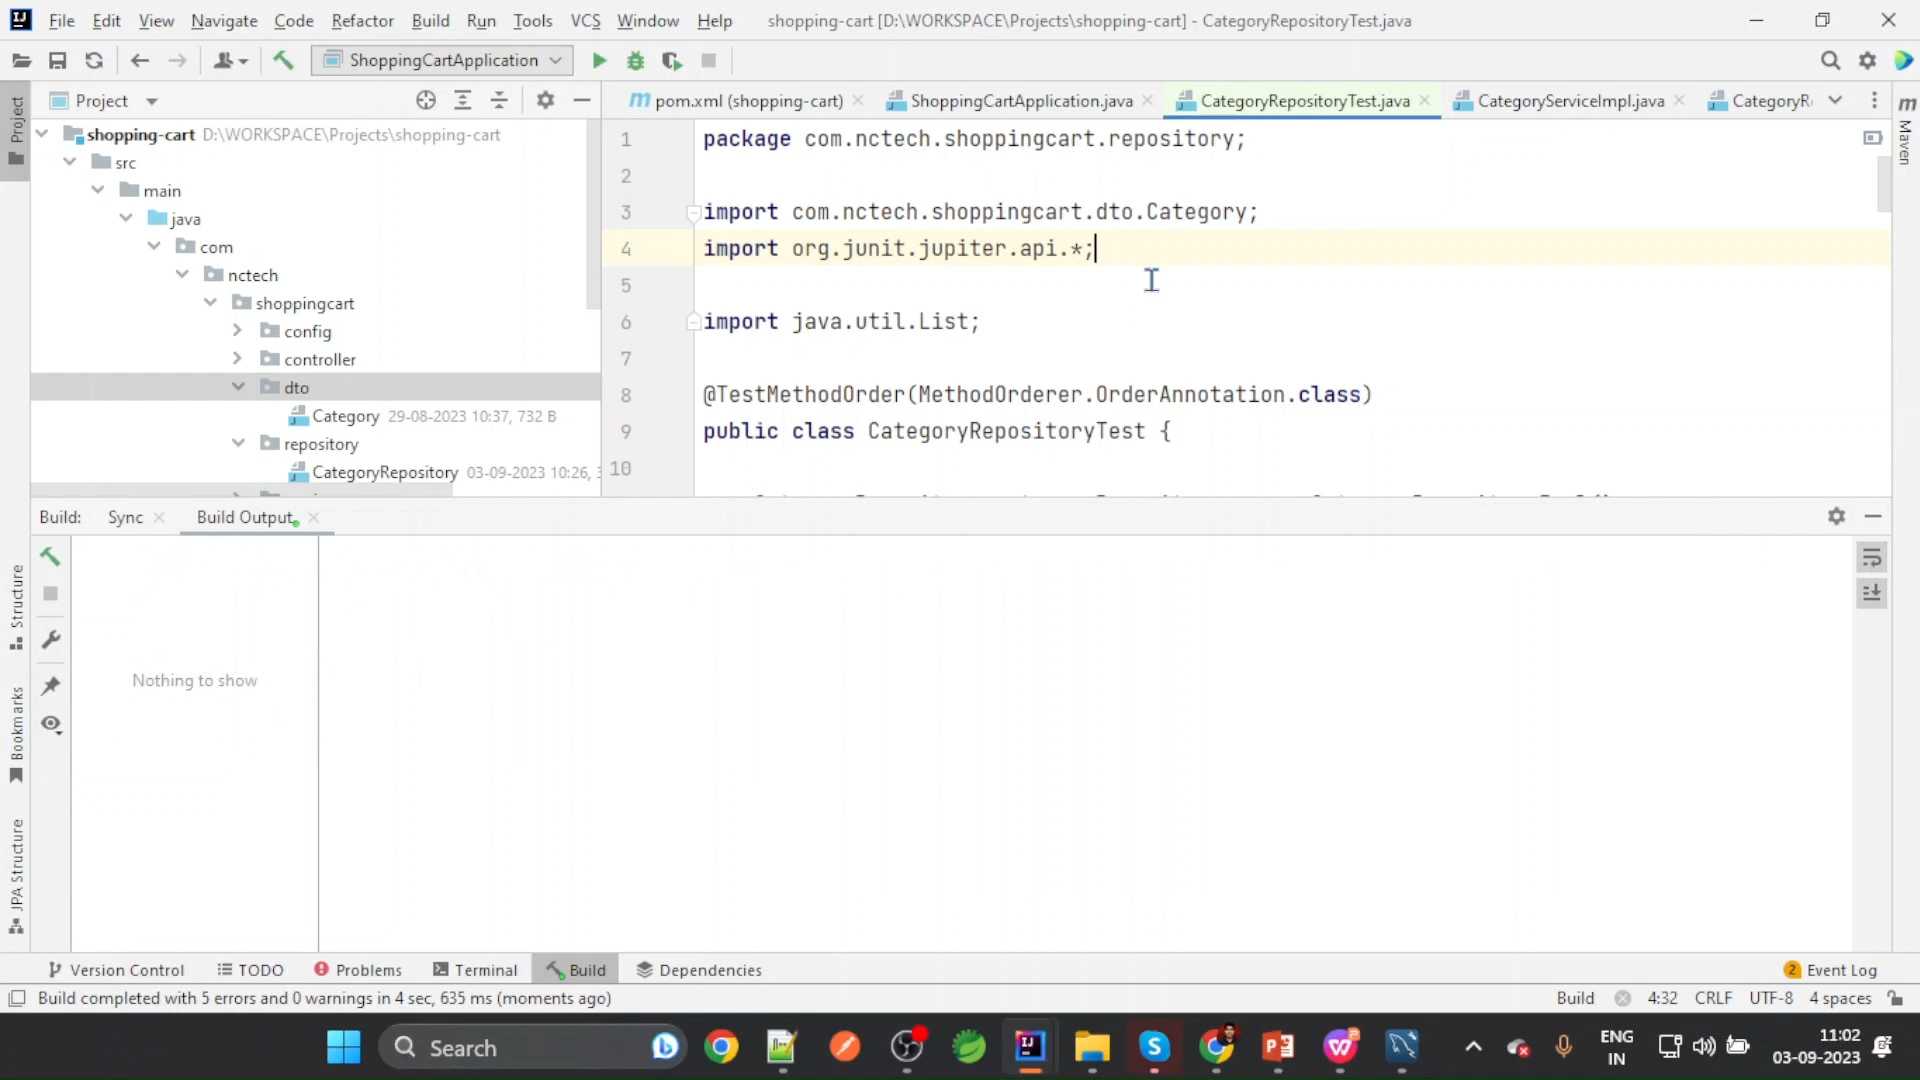 File Edit View Navigate Code Refactor Build Run Tools VCS Window Help shopping-cart [D:\WORKSPACE\Projects\shopping-cart] - CategoryRepositoryTest.java
ShoppingCartApplication
Project
pom.xml (shopping-cart) ShoppingCartApplication.java CategoryRepositoryTest.java CategoryServiceImpl.java CategoryR
Project
Maven
shopping-cart D:\WORKSPACE\Projects\shopping-cart
src
main
java
com
nctech
shoppingcart
config
controller
dto
Category 29-08-2023 10:37, 732 B
repository
CategoryRepository 03-09-2023 10:26,
1 package com.nctech.shoppingcart.repository;
2
3 import com.nctech.shoppingcart.dto.Category;
4 import org.junit.jupiter.api.*;
5
6 import java.util.List;
7
8 @TestMethodOrder(MethodOrderer.OrderAnnotation.class)
9 public class CategoryRepositoryTest {
10
Build: Sync Build Output
Nothing to show
Structure
Bookmarks
JPA Structure
Version Control TODO Problems Terminal Build Dependencies 2 Event Log
Build completed with 5 errors and 0 warnings in 4 sec, 635 ms (moments ago) Build 4:32 CRLF UTF-8 4 spaces
Search
ENG
IN
11:02
03-09-2023